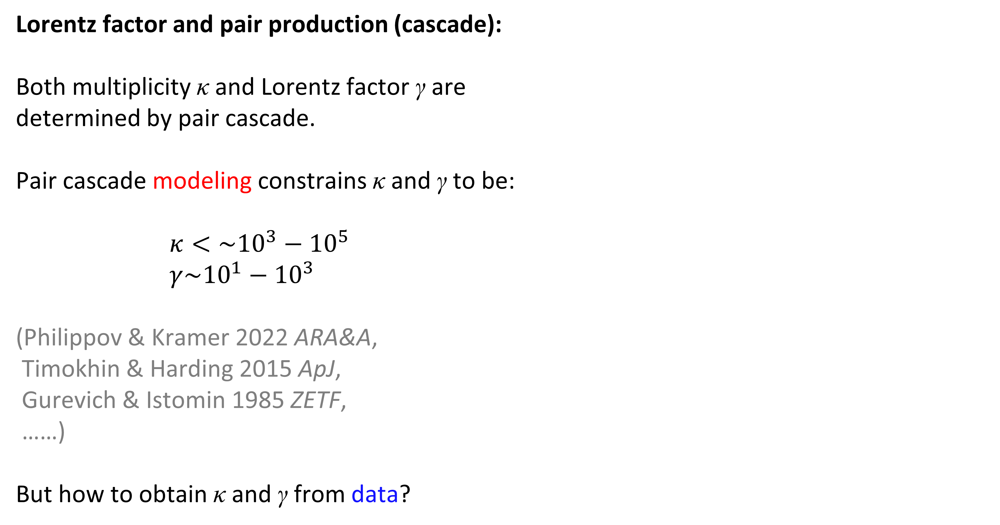 Lorentz factor and pair production (cascade):
Both multiplicity κ and Lorentz factor γ are
determined by pair cascade.
Pair cascade modeling constrains κ and γ to be:
κ < ~10³ − 10⁵
γ~10¹ − 10³
(Philippov & Kramer 2022 ARA&A,
Timokhin & Harding 2015 ApJ,
Gurevich & Istomin 1985 ZETF,
……)
But how to obtain κ and γ from data?